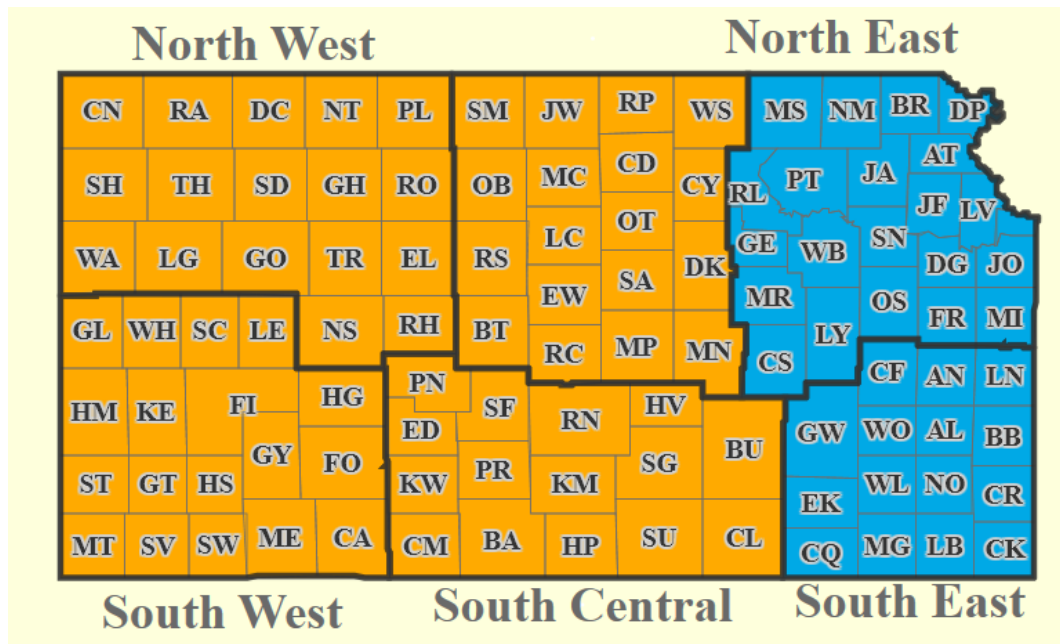 North West North East
CN RA DC NT PL SM JW RP WS MS NM BR DP
SH TH SD GH RO OB MC CD CY RL PT JA AT
WA LG GO TR EL RS LC OT DK GE WB SN JF LV
EW SA MR OS DG JO
GL WH SC LE NS RH BT RC MP MN CS LY FR MI
HM KE FI HG PN SF RN HV BU GW CF AN LN
ED WO AL BB
GY FO KW PR KM SG
ST GT HS EK WL NO CR
MT SV SW ME CA CM BA HP SU CL CQ MG LB CK
South West South Central South East